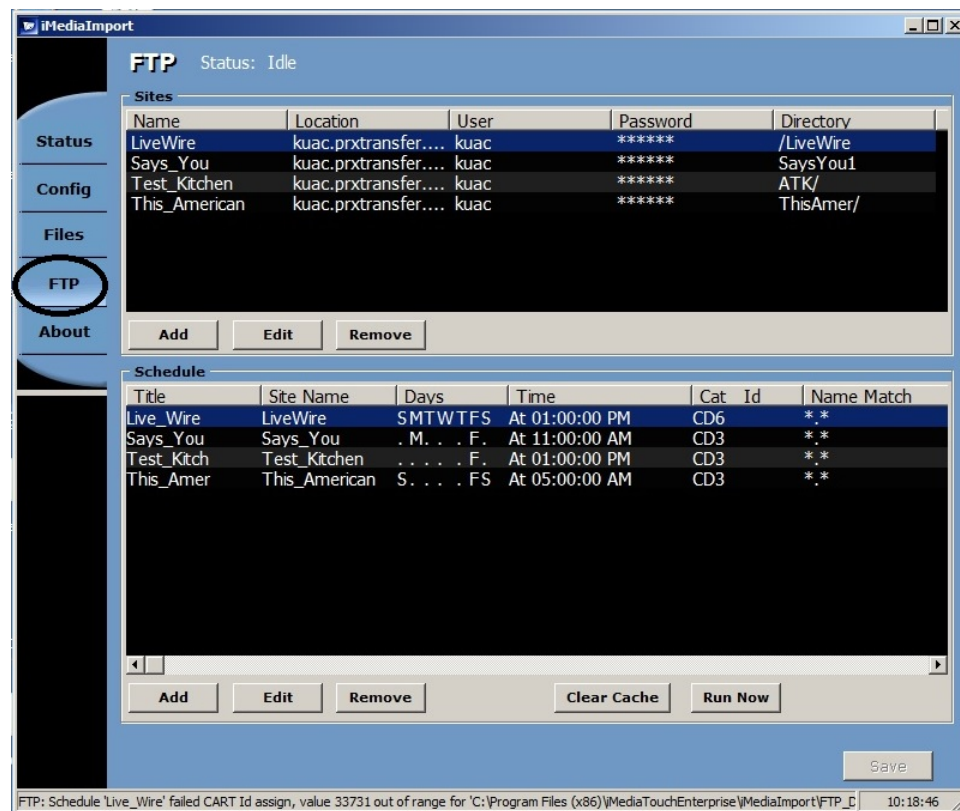 iMediaImport
FTP Status: Idle
Sites
Name Location User Password Directory
LiveWire kuac.prxtransfer.... kuac ****** /LiveWire
Says_You kuac.prxtransfer.... kuac ****** SaysYou1
Test_Kitchen kuac.prxtransfer.... kuac ****** ATK/
This_American kuac.prxtransfer.... kuac ****** ThisAmer/
Add Edit Remove
Status
Config
Files
FTP
About
Schedule
Title Site Name Days Time Cat Id Name Match
Live_Wire LiveWire SMTWTFS At 01:00:00 PM CD6 *.*
Says_You Says_You . M. . . F. At 11:00:00 AM CD3 *.*
Test_Kitch Test_Kitchen . . . . . F. At 01:00:00 PM CD3 *.*
This_Amer This_American S. . . . FS At 05:00:00 AM CD3 *.*
Add Edit Remove Clear Cache Run Now
Save
FTP: Schedule 'Live_Wire' failed CART Id assign, value 33731 out of range for 'C:\Program Files (x86)\iMediaTouchEnterprise\iMediaImport\FTP_D 10:18:46